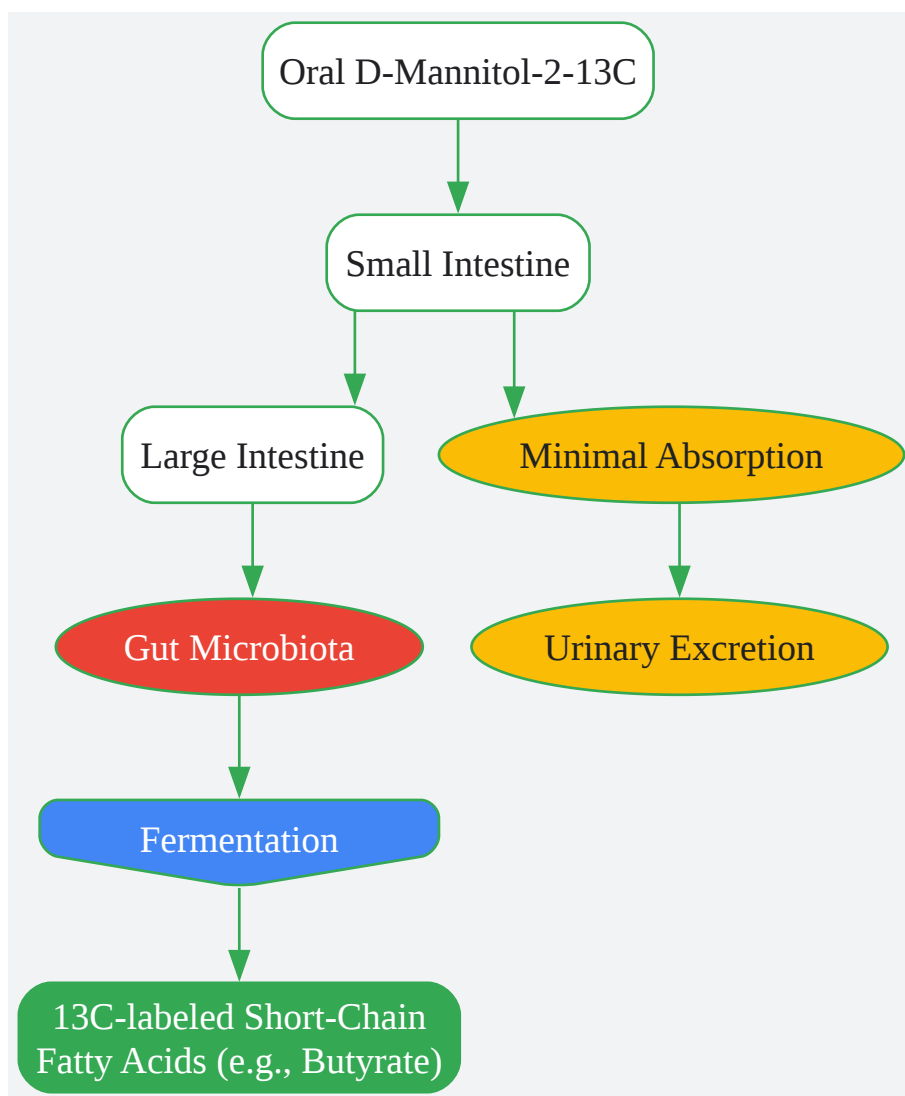 Oral D-Mannitol-2-13C
Small Intestine
Large Intestine
Minimal Absorption
Gut Microbiota
Urinary Excretion
Fermentation
13C-labeled Short-Chain
Fatty Acids (e.g., Butyrate)